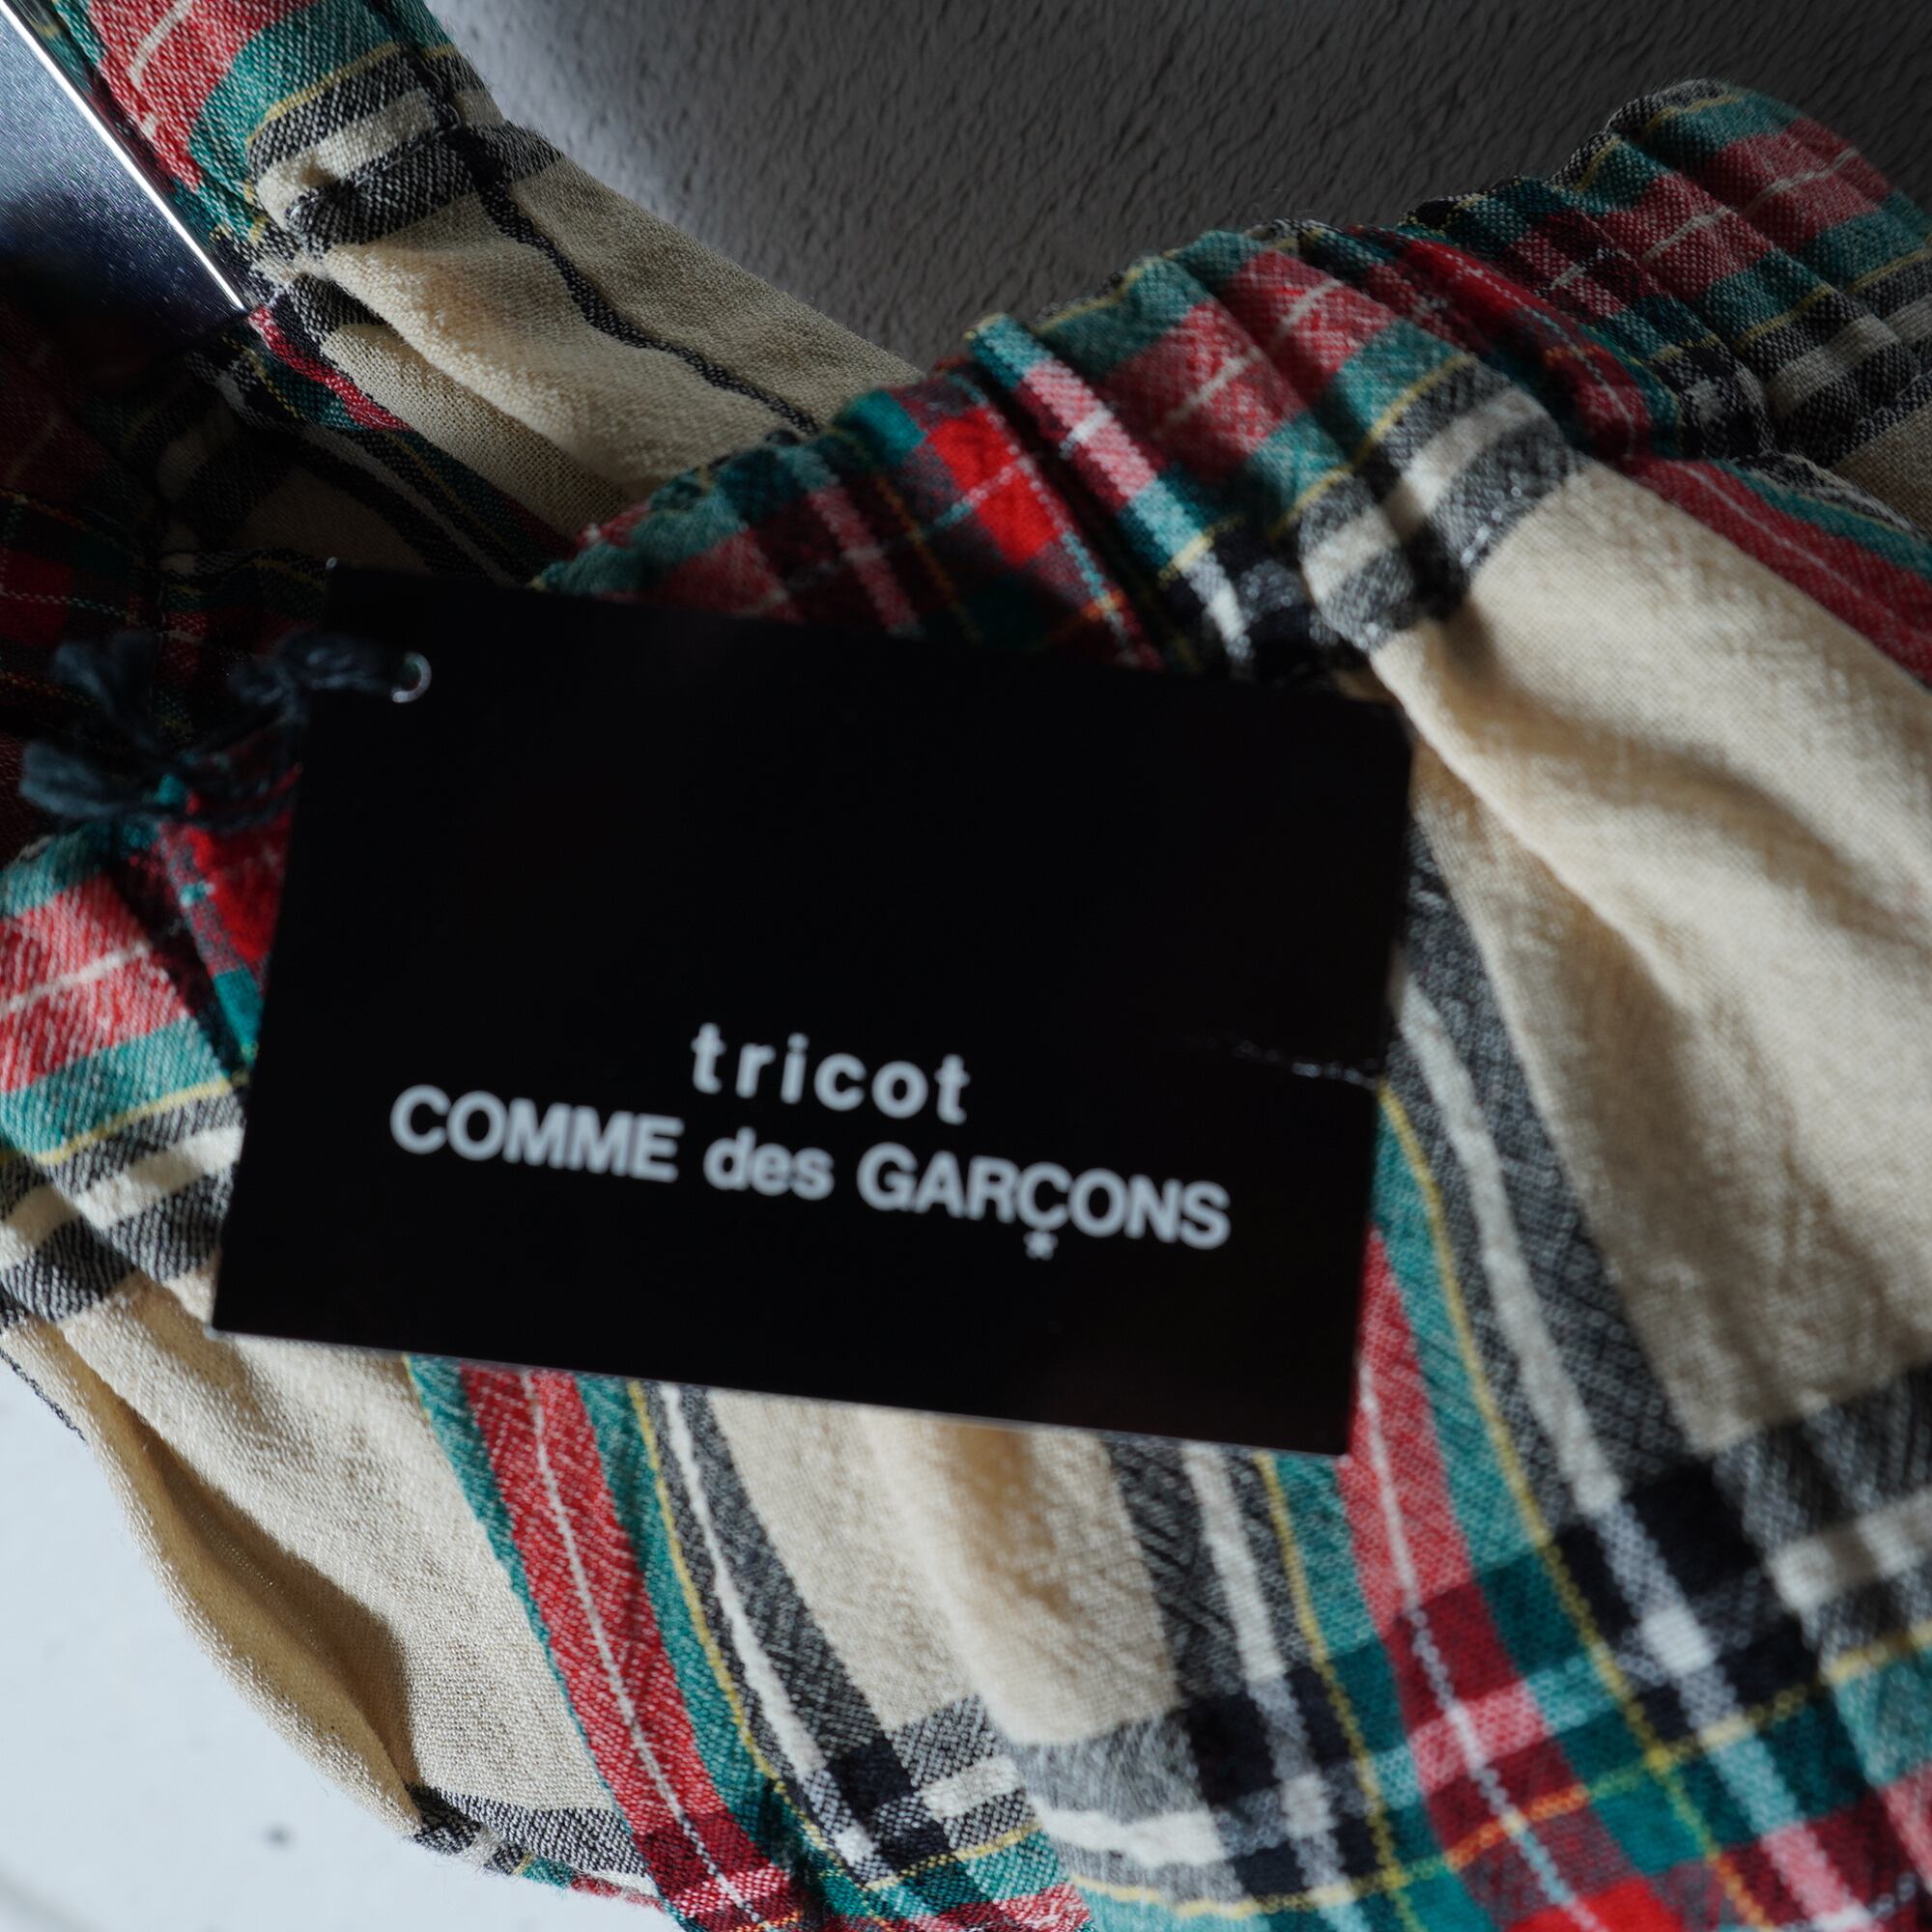 tricot
COMME des GARÇONS
*